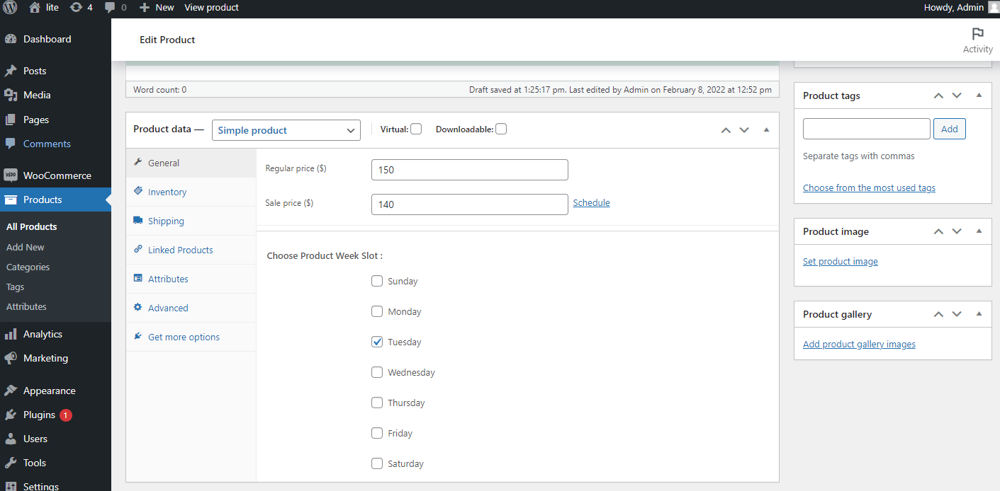 lite 4 0 New View product Howdy, Admin
Dashboard
Posts
Media
Pages
Comments
WOO WooCommerce
Products
All Products
Add New
Categories
Tags
Attributes
Analytics
Marketing
Appearance
Plugins 1
Users
Tools
Settings
Edit Product
Activity
Word count: 0 Draft saved at 1:25:17 pm. Last edited by Admin on February 8, 2022 at 12:52 pm
Product data — Simple product Virtual: Downloadable:
General
Inventory
Shipping
Linked Products
Attributes
Advanced
Get more options
Regular price ($) 150
Sale price ($) 140 Schedule
Choose Product Week Slot :
Sunday
Monday
Tuesday
Wednesday
Thursday
Friday
Saturday
Product tags
Add
Separate tags with commas
Choose from the most used tags
Product image
Set product image
Product gallery
Add product gallery images